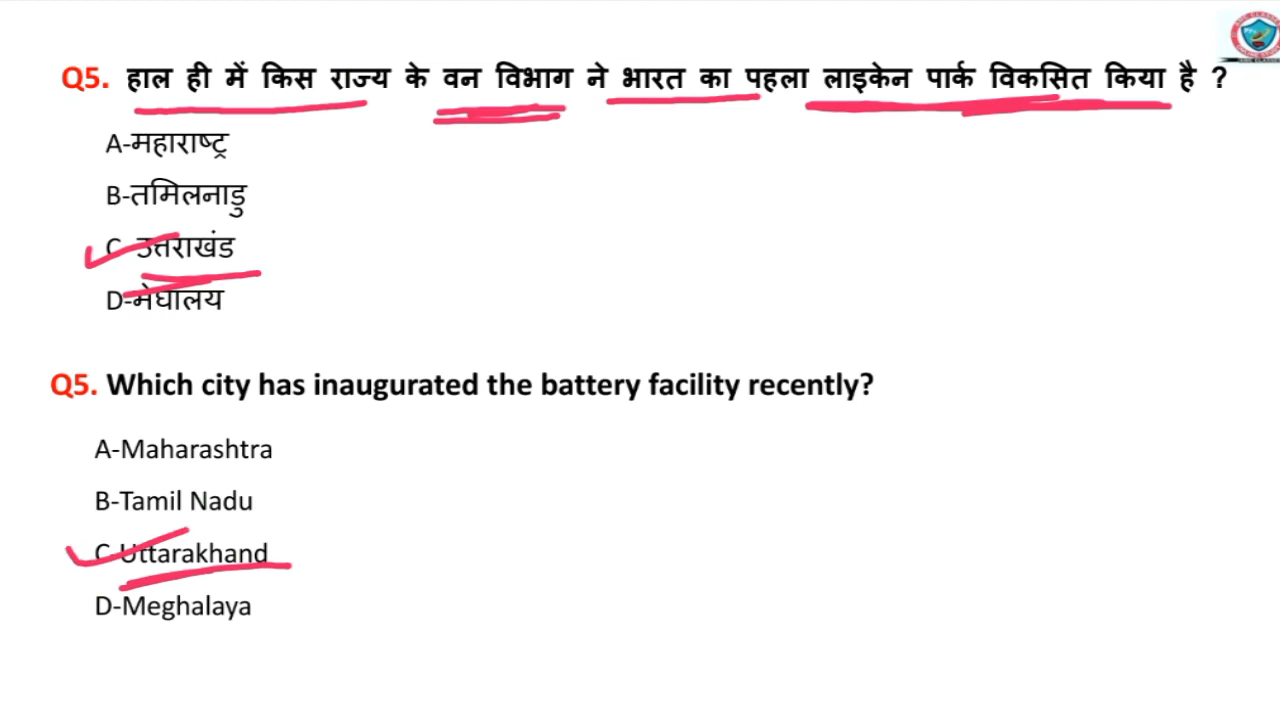 Q5. हाल ही में किस राज्य के वन विभाग ने भारत का पहला लाइकेन पार्क विकसित किया है ?
A-महाराष्ट्र
B-तमिलनाडु
C- उत्तराखंड
D-मेघालय
Q5. Which city has inaugurated the battery facility recently?
A-Maharashtra
B-Tamil Nadu
C-Uttarakhand
D-Meghalaya